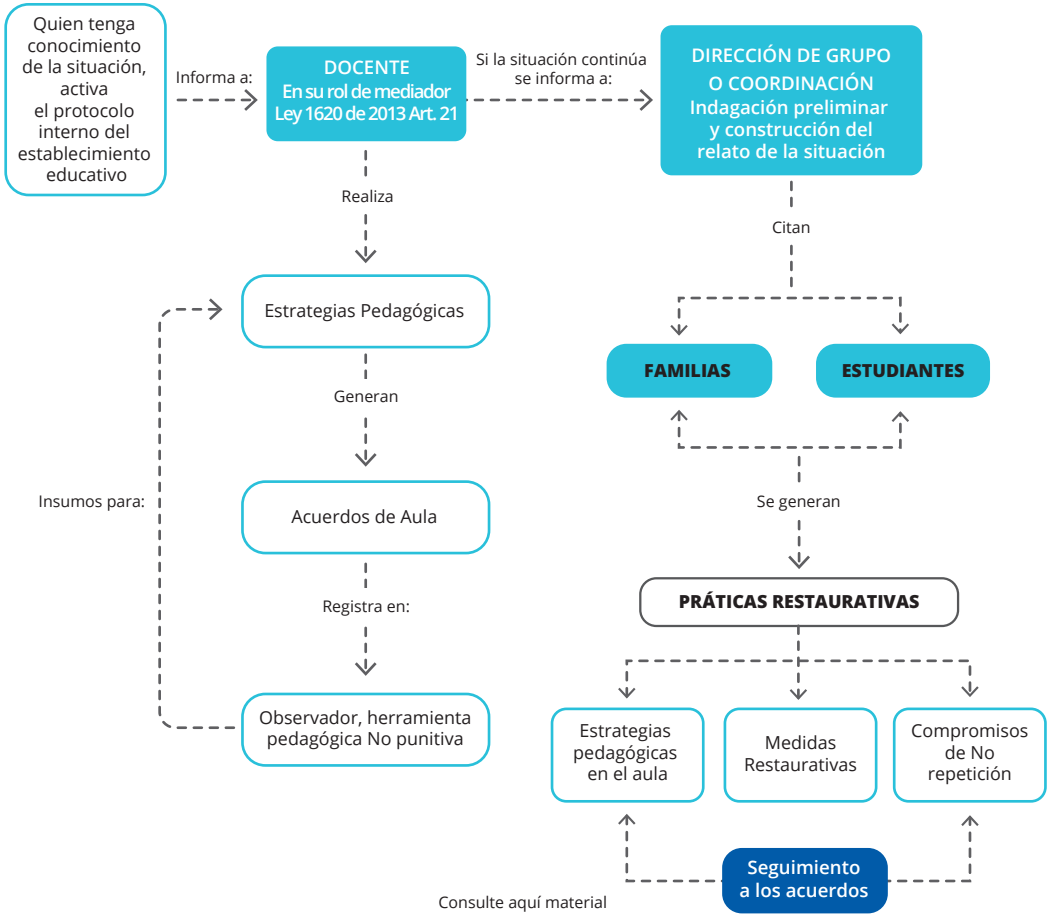 Quien tenga
conocimiento
de la situación,
activa
el protocolo
interno del
establecimiento
educativo
Informa a:
DOCENTE
En su rol de mediador
Ley 1620 de 2013 Art. 21
Si la situación continúa
se informa a:
DIRECCIÓN DE GRUPO
O COORDINACIÓN
Indagación preliminar
y construcción del
relato de la situación
Realiza
Estrategias Pedagógicas
Generan
Acuerdos de Aula
Registra en:
Observador, herramienta
pedagógica No punitiva
Insumos para:
Citan
FAMILIAS
ESTUDIANTES
Se generan
PRÁTICAS RESTAURATIVAS
Estrategias
pedagógicas
en el aula
Medidas
Restaurativas
Compromisos
de No
repetición
Seguimiento
a los acuerdos
Consulte aquí material